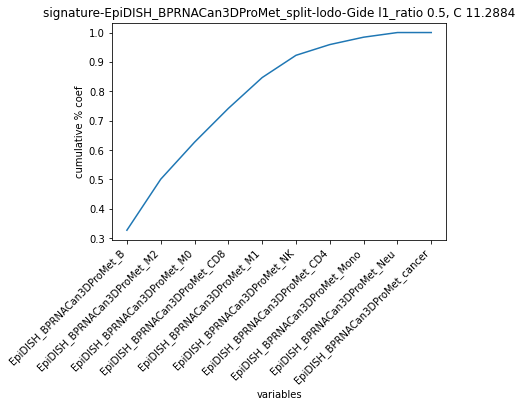 signature-EpiDISH_BPRNACan3DProMet_split-lodo-Gide l1_ratio 0.5, C 11.2884
1.0
0.9
0.8
0.7
0.6
0.5
0.4
0.3
cumulative % coef
EpiDISH_BPRNACan3DProMet_B
EpiDISH_BPRNACan3DProMet_M2
EpiDISH_BPRNACan3DProMet_M0
EpiDISH_BPRNACan3DProMet_CD8
EpiDISH_BPRNACan3DProMet_M1
EpiDISH_BPRNACan3DProMet_NK
EpiDISH_BPRNACan3DProMet_CD4
EpiDISH_BPRNACan3DProMet_Mono
EpiDISH_BPRNACan3DProMet_Neu
EpiDISH_BPRNACan3DProMet_cancer
variables